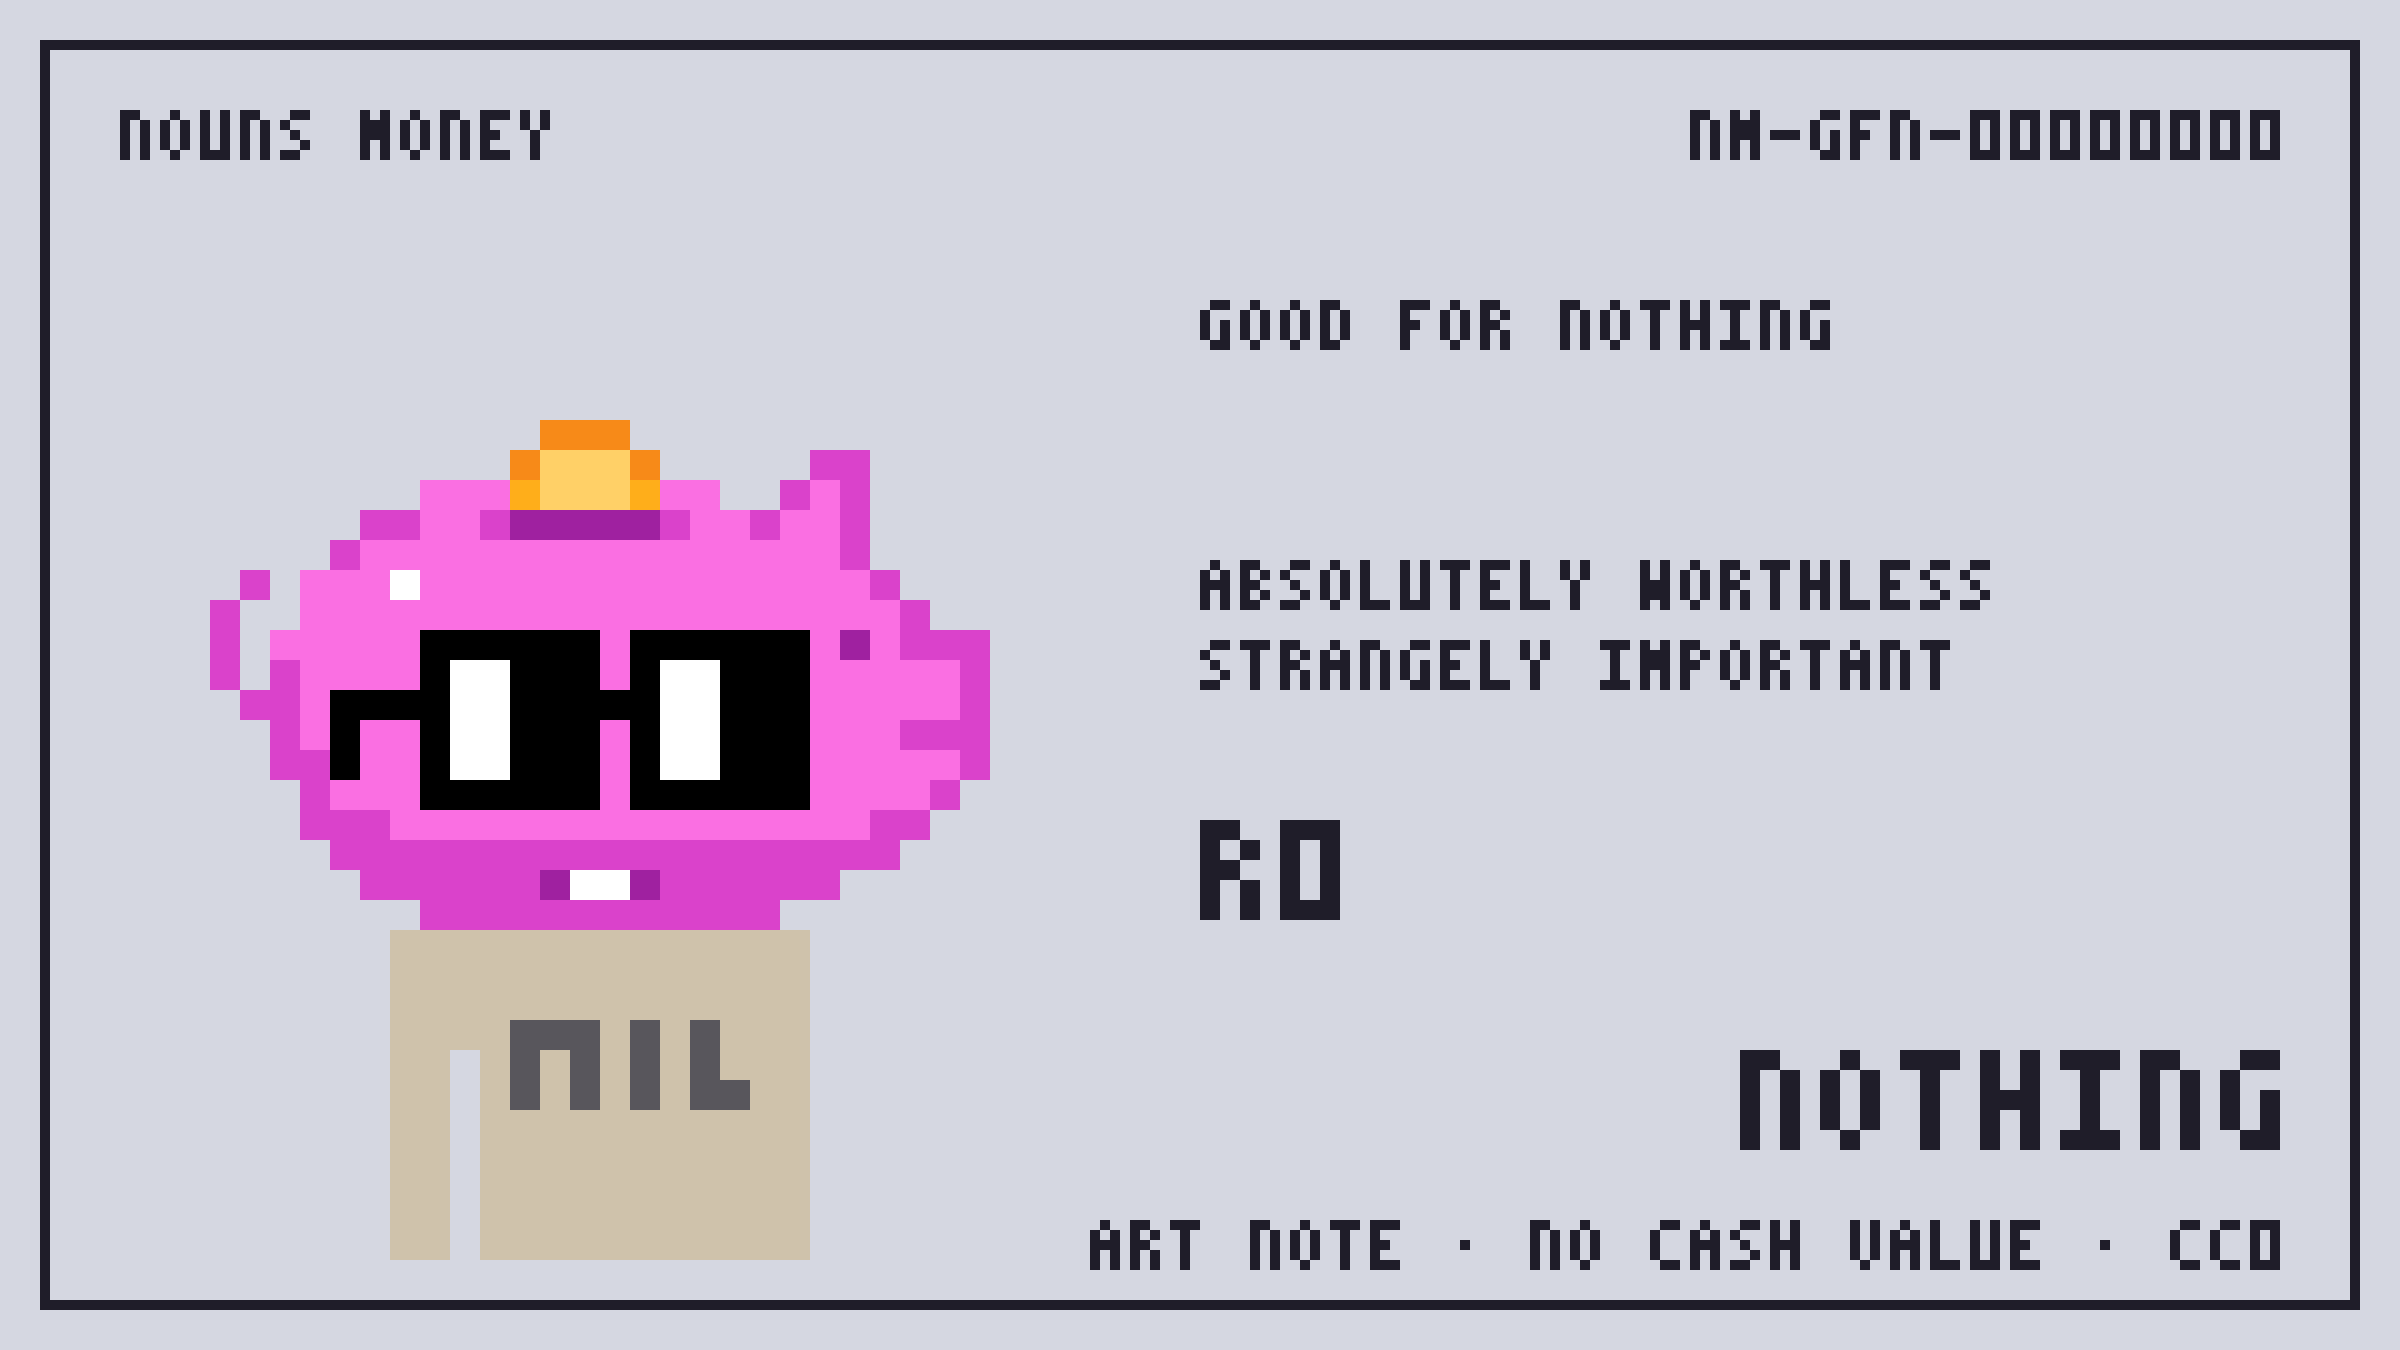 NOUNS MONEY
NM-GFN-00000000
GOOD FOR NOTHING
ABSOLUTELY WORTHLESS
STRANGELY IMPORTANT
R0
NIL
NOTHING
ART NOTE · NO CASH VALUE · CC0